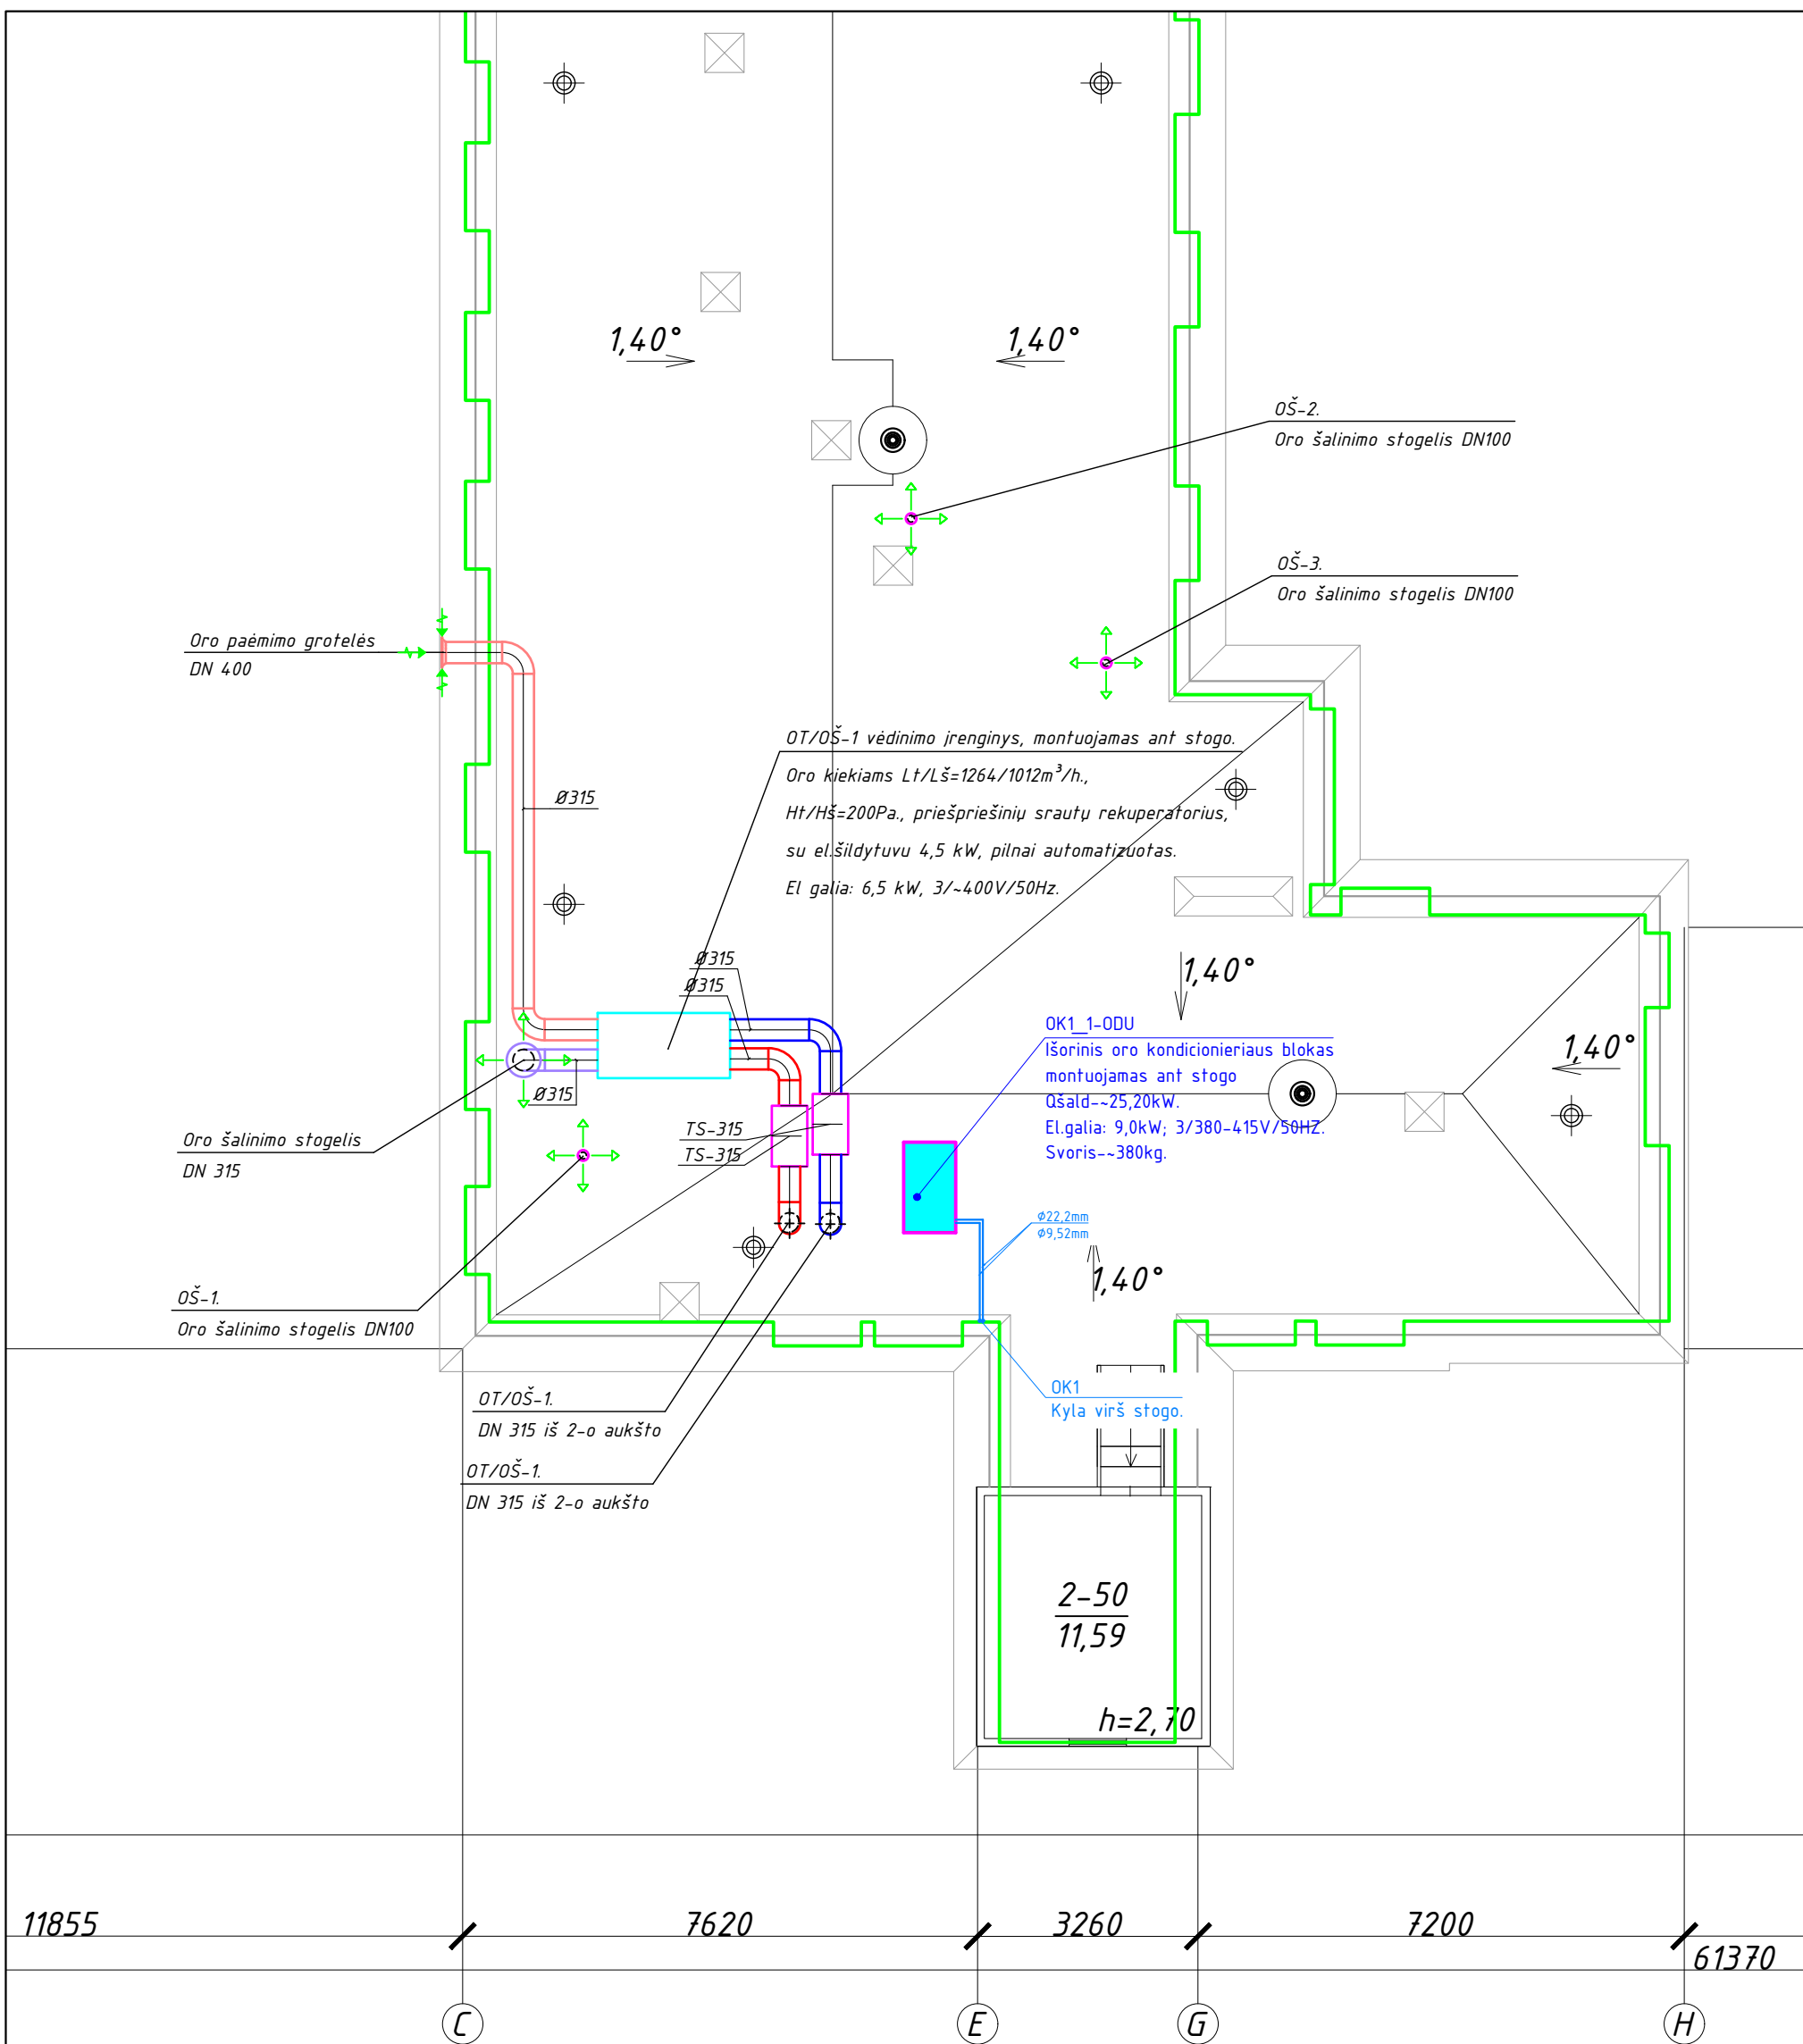 1,40°
1,40°
OŠ-2.
Oro šalinimo stogelis DN100
OŠ-3.
Oro šalinimo stogelis DN100
Oro paėmimo grotelės
DN 400
OT/OŠ-1 vėdinimo įrenginys, montuojamas ant stogo.
Oro kiekiams Lt/Lš=1264/1012m³/h.,
Ht/Hš=200Pa., priešpriešinių srautų rekuperatorius,
su el.šildytuvu 4,5 kW, pilnai automatizuotas.
El galia: 6,5 kW, 3/~400V/50Hz.
Ø315
Ø315
Ø315
1,40°
OK1_1-ODU
Išorinis oro kondicionieriaus blokas
montuojamas ant stogo
Qšald-~25,20kW.
El.galia: 9,0kW; 3/380-415V/50HZ.
Svoris-~380kg.
1,40°
Ø315
TS-315
TS-315
Oro šalinimo stogelis
DN 315
Ø22,2mm
Ø9,52mm
1,40°
OŠ-1.
Oro šalinimo stogelis DN100
OT/OŠ-1.
DN 315 iš 2-o aukšto
OT/OŠ-1.
DN 315 iš 2-o aukšto
OK1
Kyla virš stogo.
2-50
11,59
h=2,70
11855
7620
3260
7200
61370
C
E
G
H